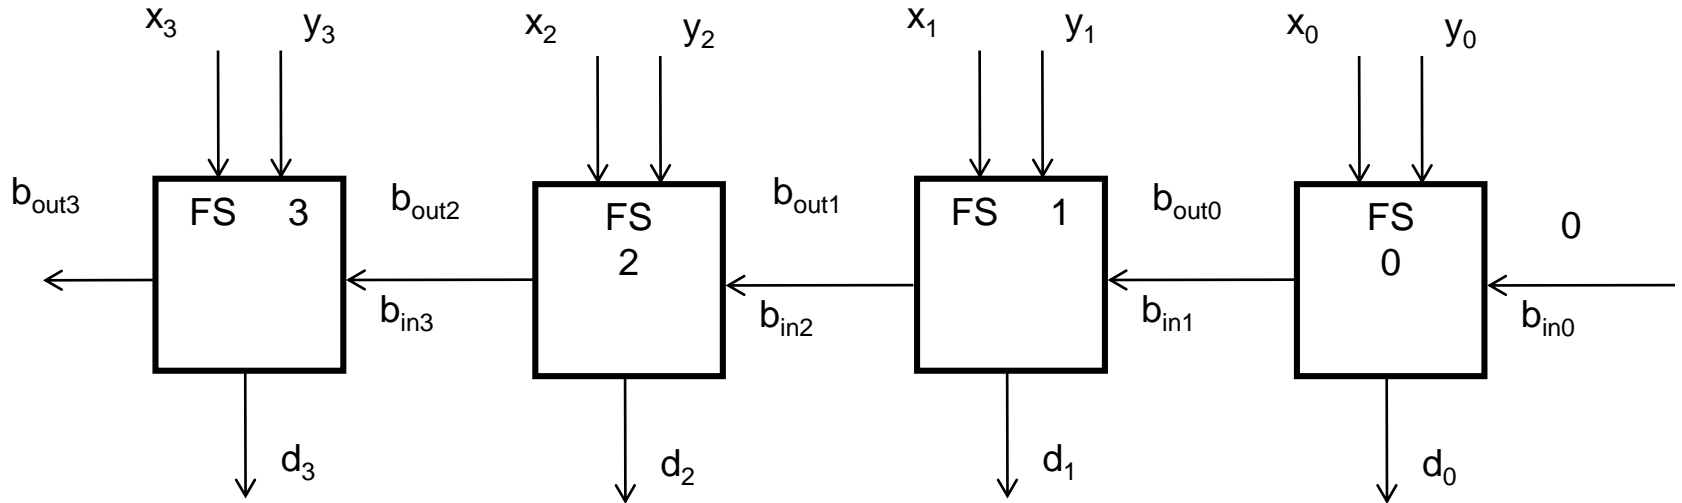 x3 y3 x2 y2 x1 y1 x0 y0
bout3 FS 3 bout2 FS bout1 FS 1 bout0 FS 0
2 0
bin3 bin2 bin1 bin0
d3 d2 d1 d0